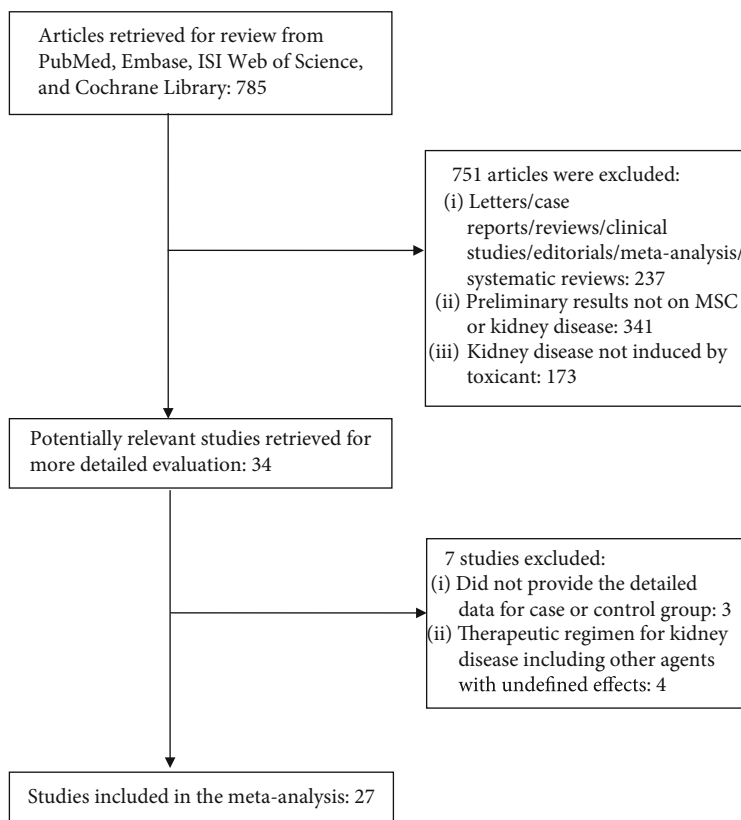 Articles retrieved for review from
PubMed, Embase, ISI Web of Science,
and Cochrane Library: 785
751 articles were excluded:
(i) Letters/case
reports/reviews/clinical
studies/editorials/meta-analysis/
systematic reviews: 237
(ii) Preliminary results not on MSC
or kidney disease: 341
(iii) Kidney disease not induced by
toxicant: 173
Potentially relevant studies retrieved for
more detailed evaluation: 34
7 studies excluded:
(i) Did not provide the detailed
data for case or control group: 3
(ii) Therapeutic regimen for kidney
disease including other agents
with undefined effects: 4
Studies included in the meta-analysis: 27